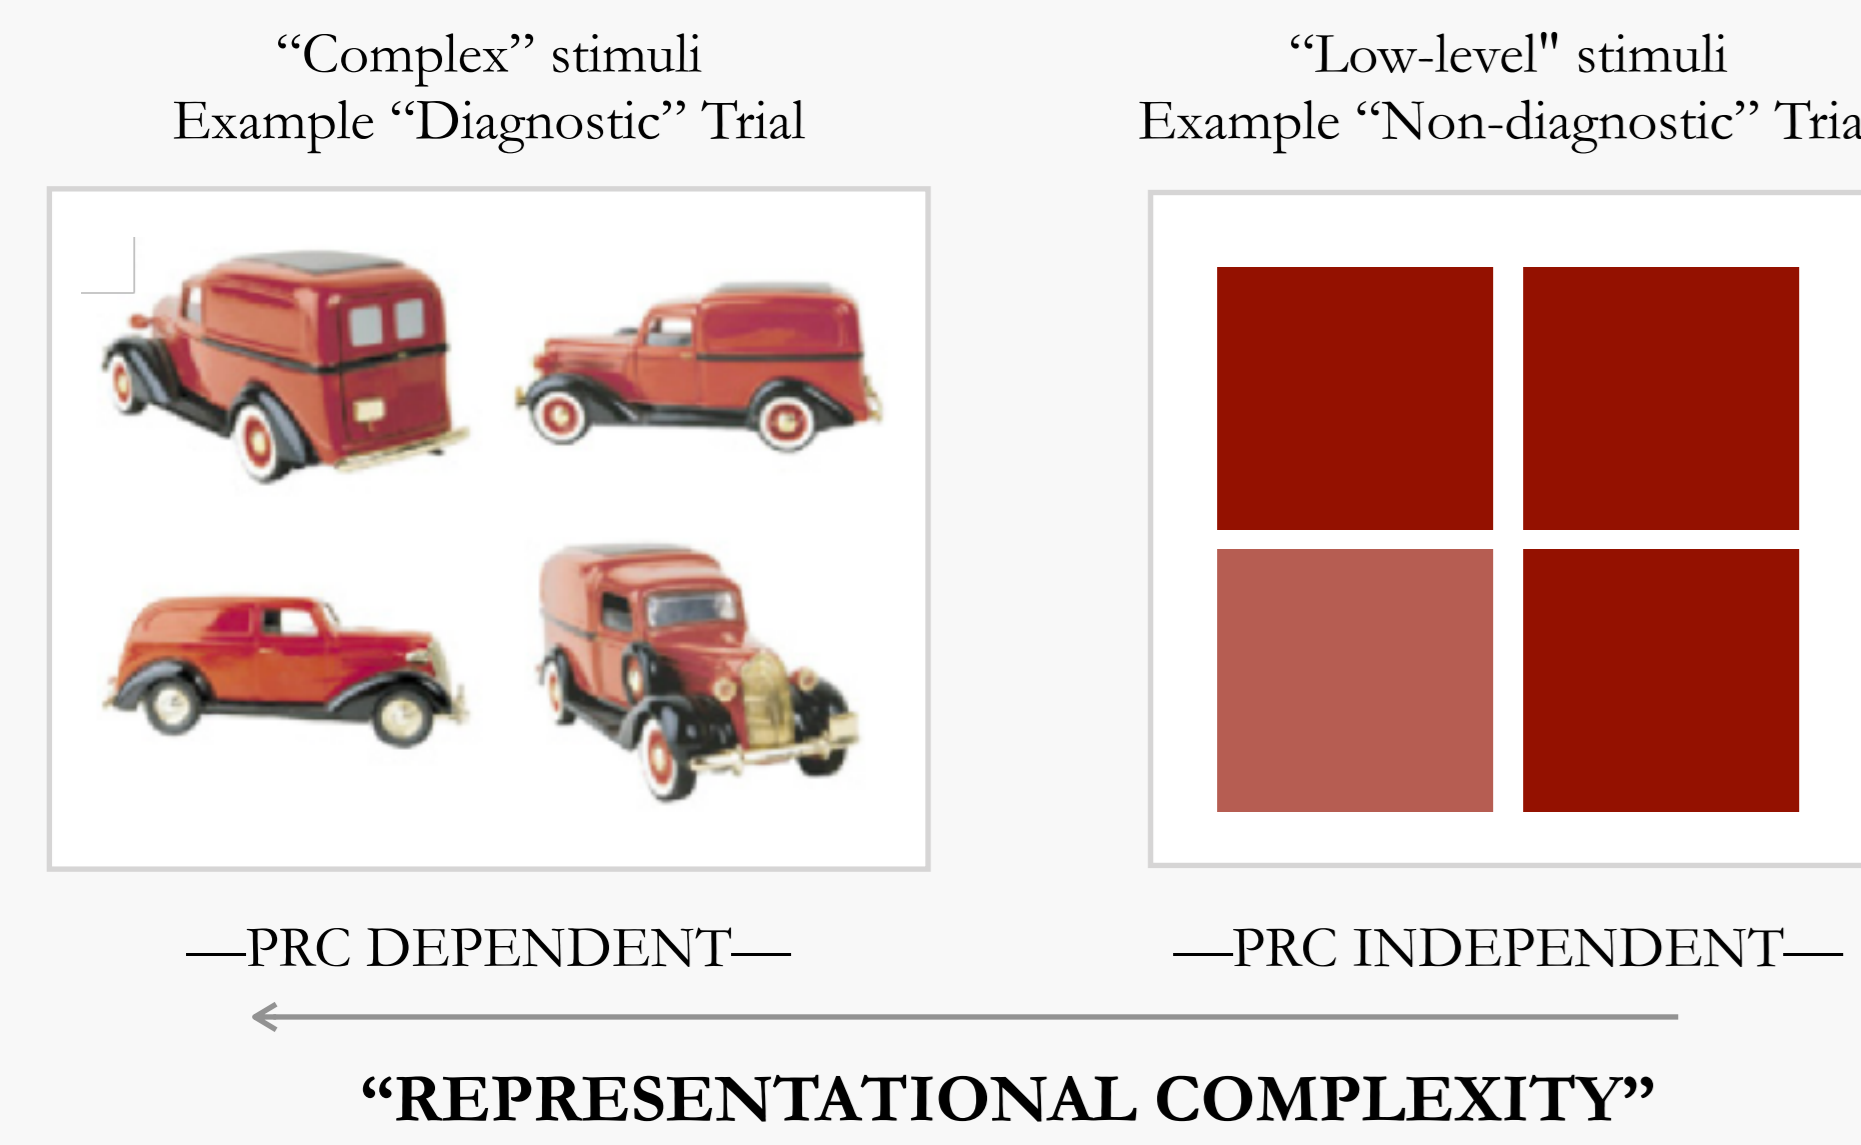 “Complex” stimuli
Example “Diagnostic” Trial
“Low-level" stimuli
Example “Non-diagnostic” Tria
—PRC DEPENDENT—
—PRC INDEPENDENT—
“REPRESENTATIONAL COMPLEXITY”